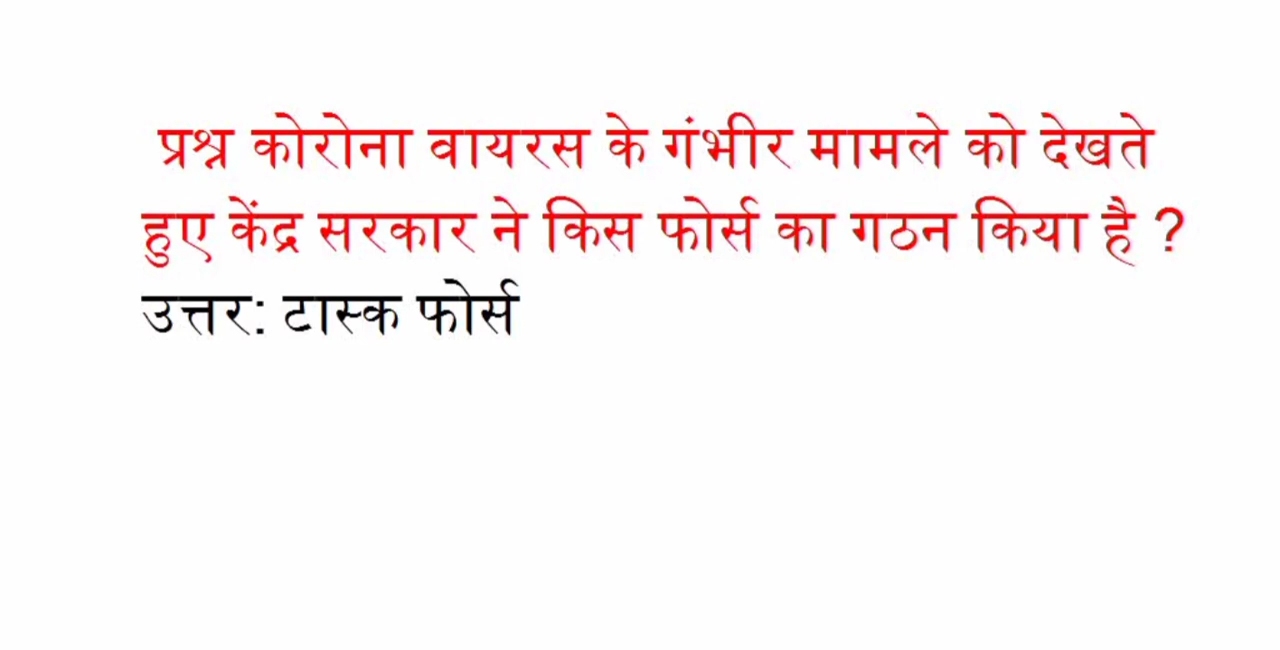 प्रश्न कोरोना वायरस के गंभीर मामले को देखते
हुए केंद्र सरकार ने किस फोर्स का गठन किया है ?
उत्तर: टास्क फोर्स